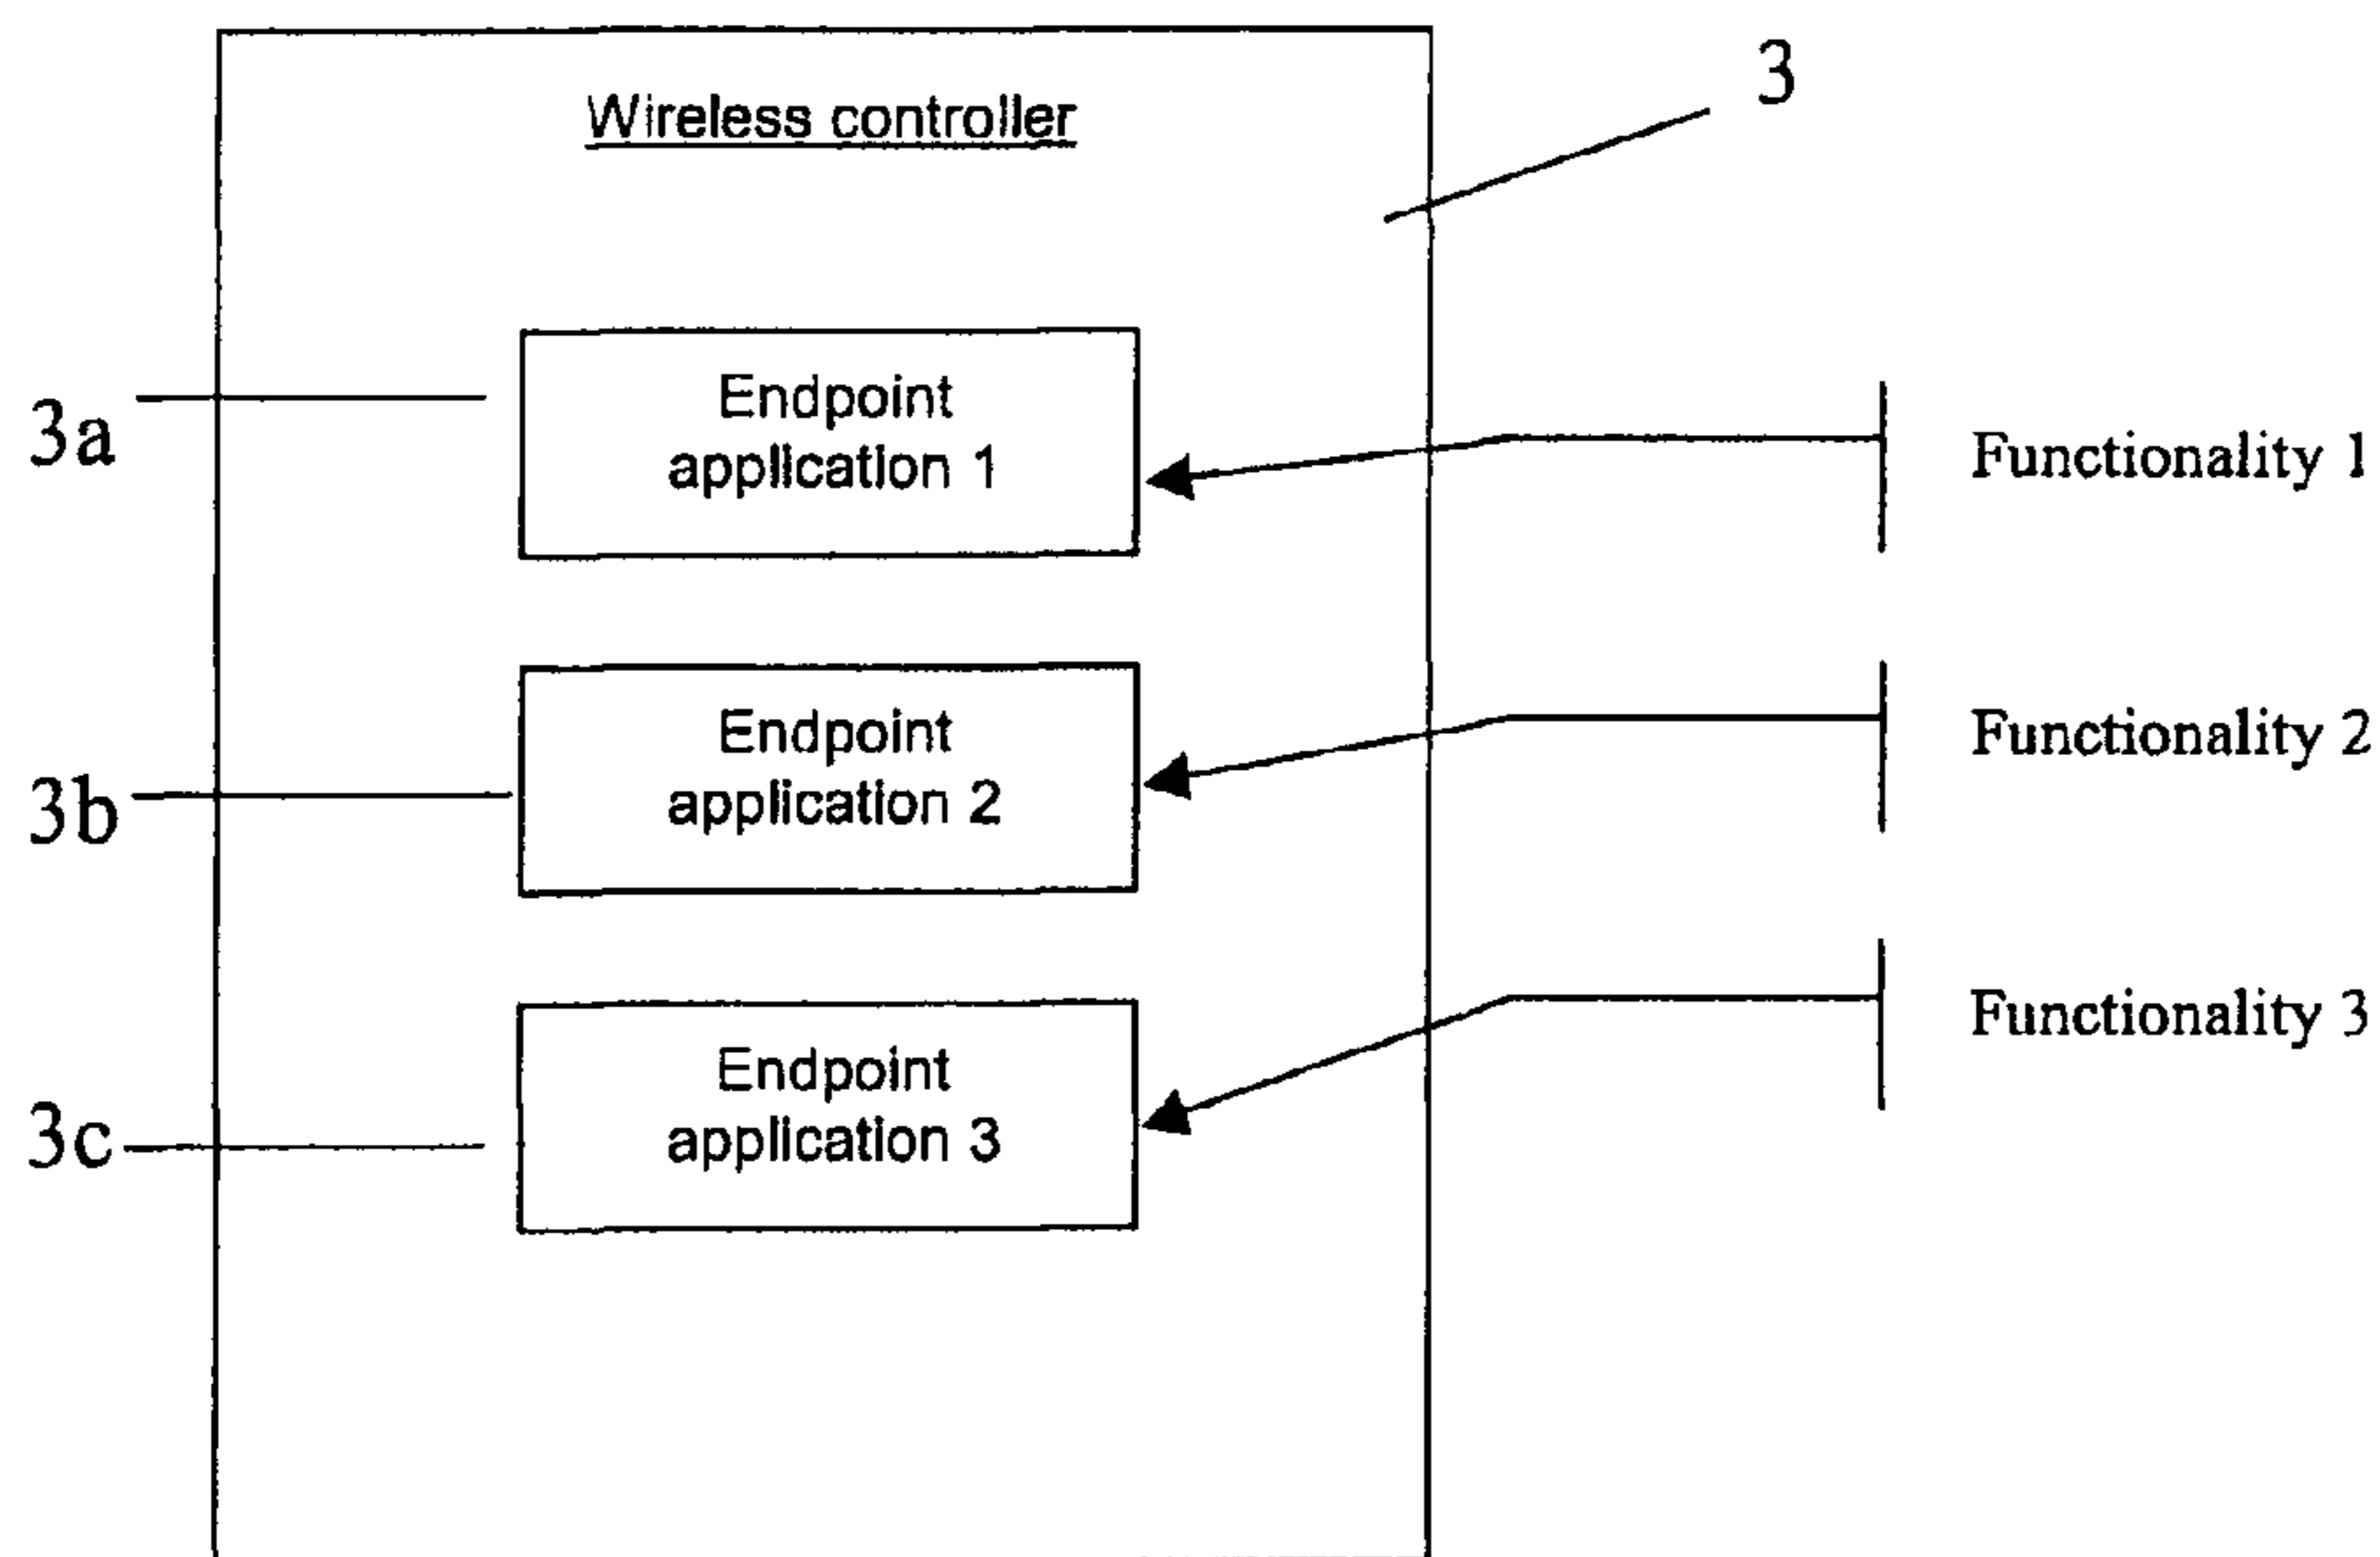 3
Wireless controller
3a
Endpoint
application 1
Functionality 1
3b
Endpoint
application 2
Functionality 2
3c
Endpoint
application 3
Functionality 3